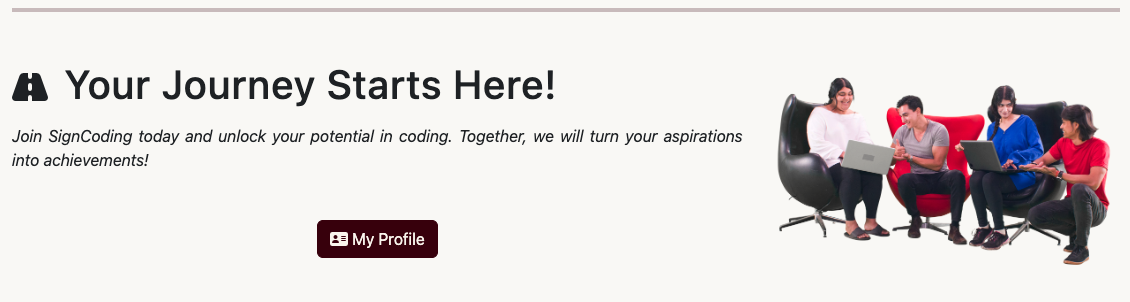 Your Journey Starts Here!
Join SignCoding today and unlock your potential in coding. Together, we will turn your aspirations
into achievements!
My Profile